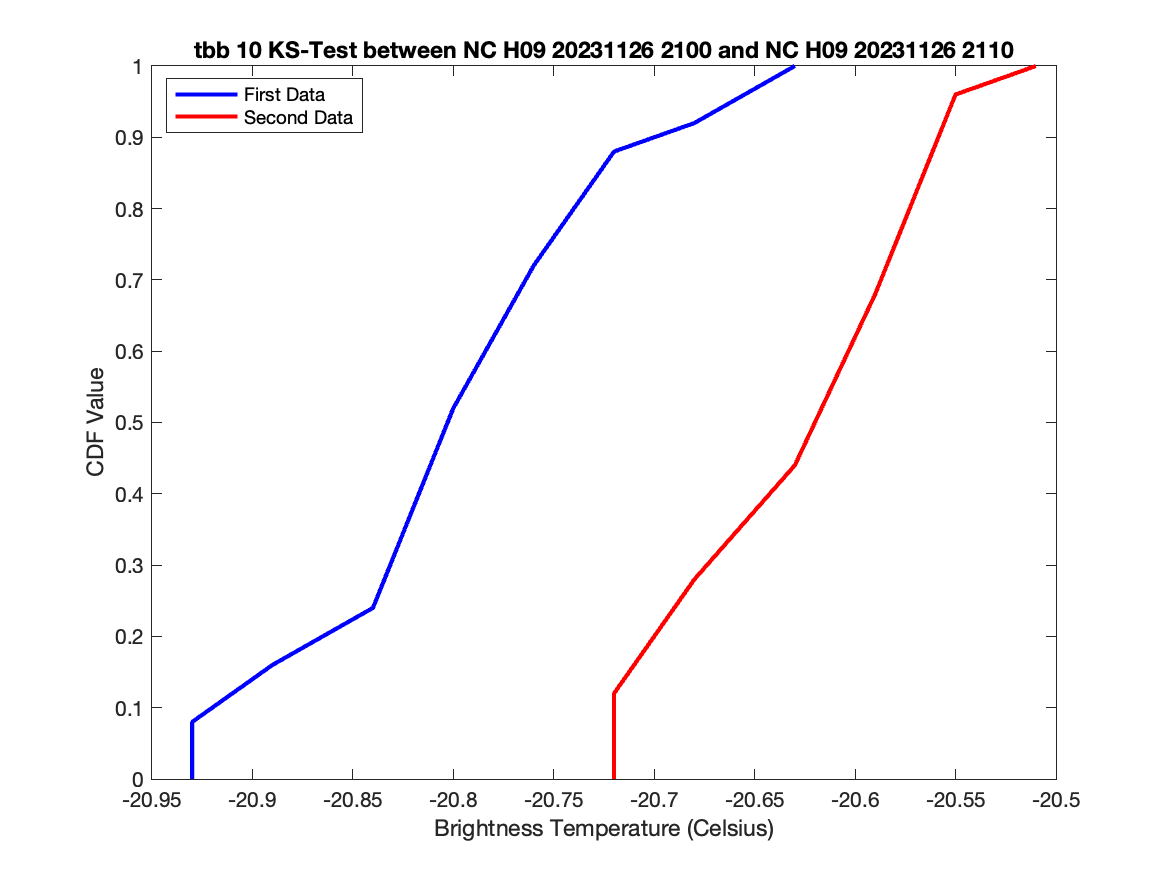 tbb 10 KS-Test between NC H09 20231126 2100 and NC H09 20231126 2110
First Data
Second Data
1
0.9
0.8
0.7
0.6
0.5
0.4
0.3
0.2
0.1
0
CDF Value
-20.95 -20.9 -20.85 -20.8 -20.75 -20.7 -20.65 -20.6 -20.55 -20.5
Brightness Temperature (Celsius)